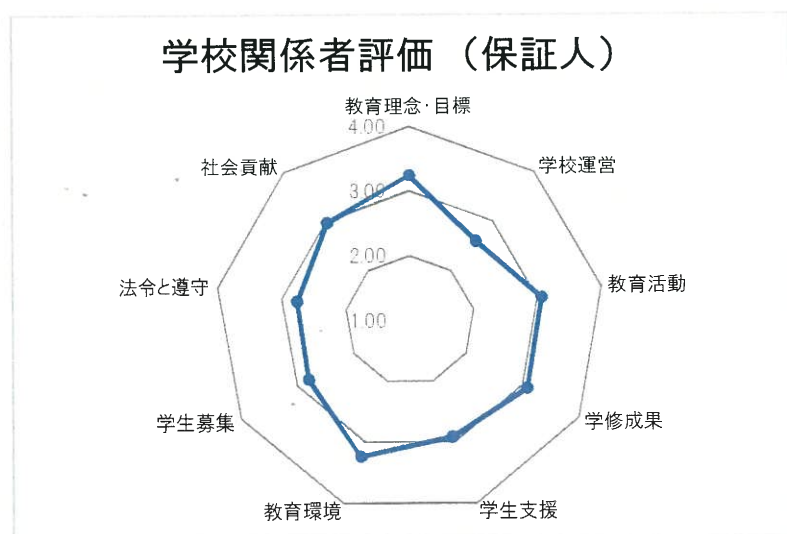 学校関係者評価 (保証人)
教育理念・目標
4.00
学校運営
社会貢献
3.00
2.00
教育活動
法令と遵守
1.00
学修成果
学生募集
学生支援
教育環境